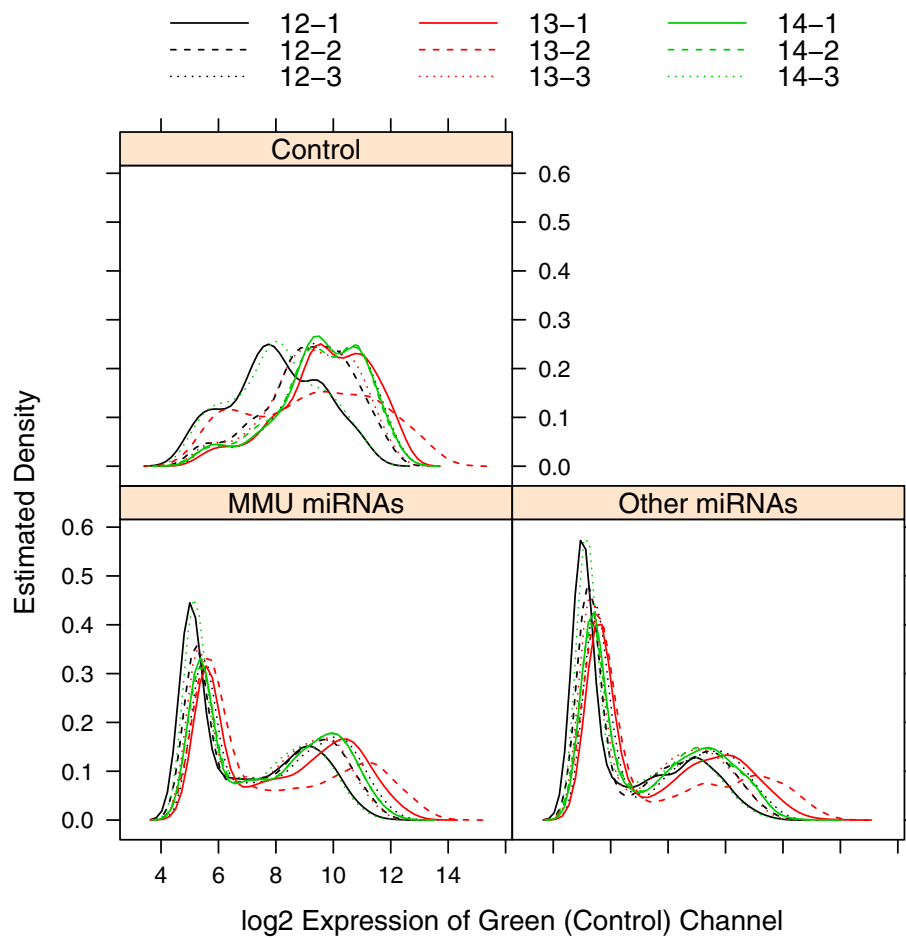 12-1 13-1 14-1
12-2 13-2 14-2
12-3 13-3 14-3
Control
0.6
0.5
0.4
0.3
0.2
0.1
0.0
Estimated Density
MMU miRNAs Other miRNAs
0.6
0.5
0.4
0.3
0.2
0.1
0.0
4 6 8 10 12 14
log2 Expression of Green (Control) Channel